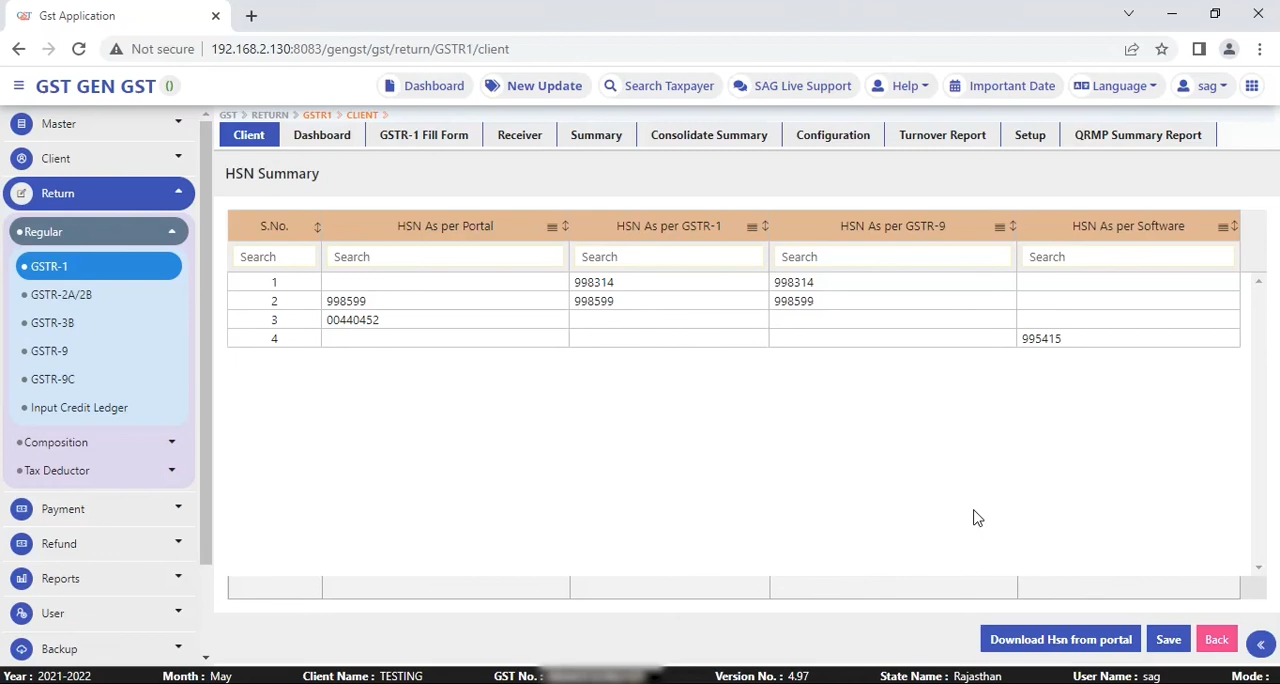 Gst Application
Not secure 192.168.2.130:8083/gengst/gst/return/GSTR1/client
GST GEN GST ()
Dashboard New Update Search Taxpayer SAG Live Support Help Important Date Language sag
GST RETURN GSTR1 CLIENT
Client Dashboard GSTR-1 Fill Form Receiver Summary Consolidate Summary Configuration Turnover Report Setup QRMP Summary Report
Master
Client
Return
Regular
GSTR-1
GSTR-2A/2B
GSTR-3B
GSTR-9
GSTR-9C
Input Credit Ledger
Composition
Tax Deductor
Payment
Refund
Reports
User
Backup
HSN Summary
S.No. HSN As per Portal HSN As per GSTR-1 HSN As per GSTR-9 HSN As per Software
Search Search Search Search Search
1 998314 998314
2 998599 998599 998599
3 00440452
4 995415
Download Hsn from portal Save Back
Year : 2021-2022 Month : May Client Name : TESTING GST No. : Version No. : 4.97 State Name : Rajasthan User Name : sag Mode :